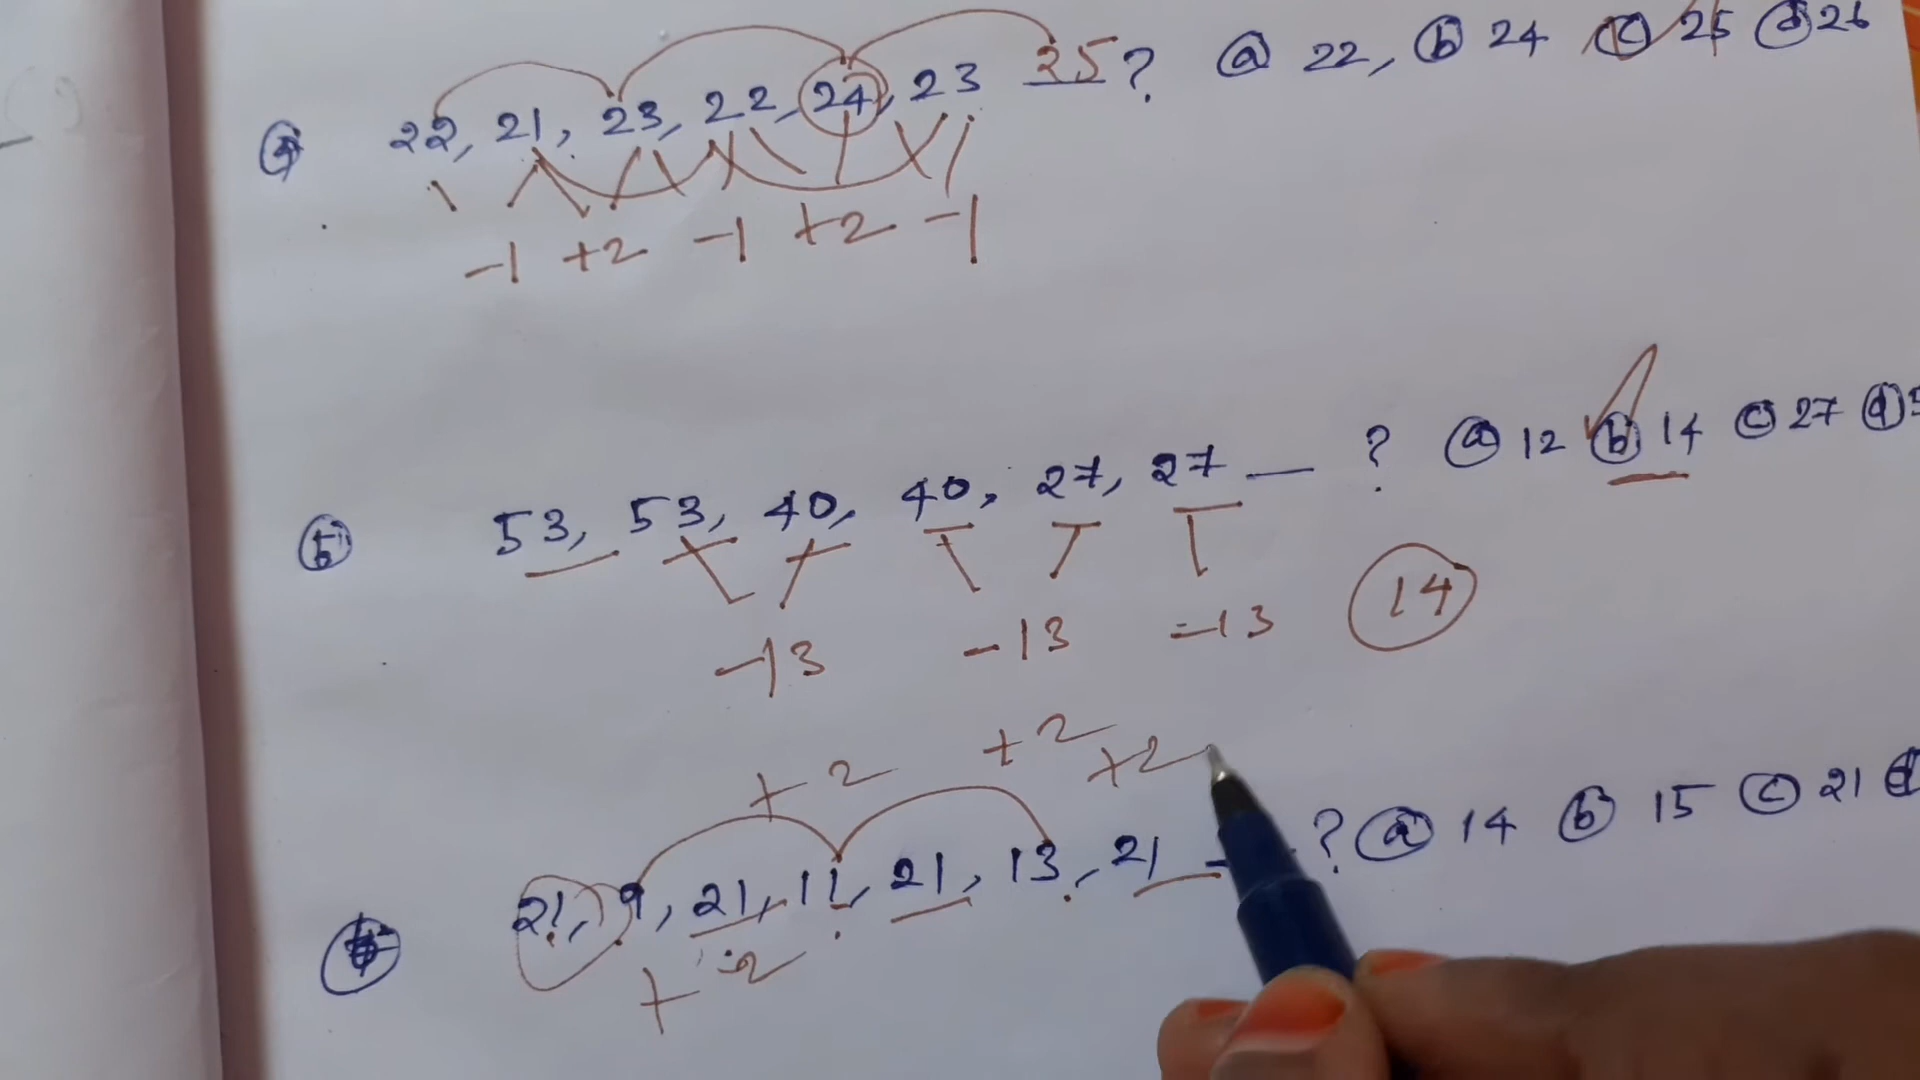 ④ 22, 21, 23, 22, 24, 23 25 ? ⓐ 22, ⓑ 24 ⓒ 25 ⓓ 26
-1 +2 -1 +2 -1
⑤ 53, 53, 40, 40, 27, 27 — ? ⓐ 12 ⓑ 14 ⓒ 27 ⓓ
-13 -13 -13 14
+2 +2 +2
21, 9, 21, 11, 21, 13, 21 — ? ⓐ 14 ⓑ 15 ⓒ 21 ⓓ
+2